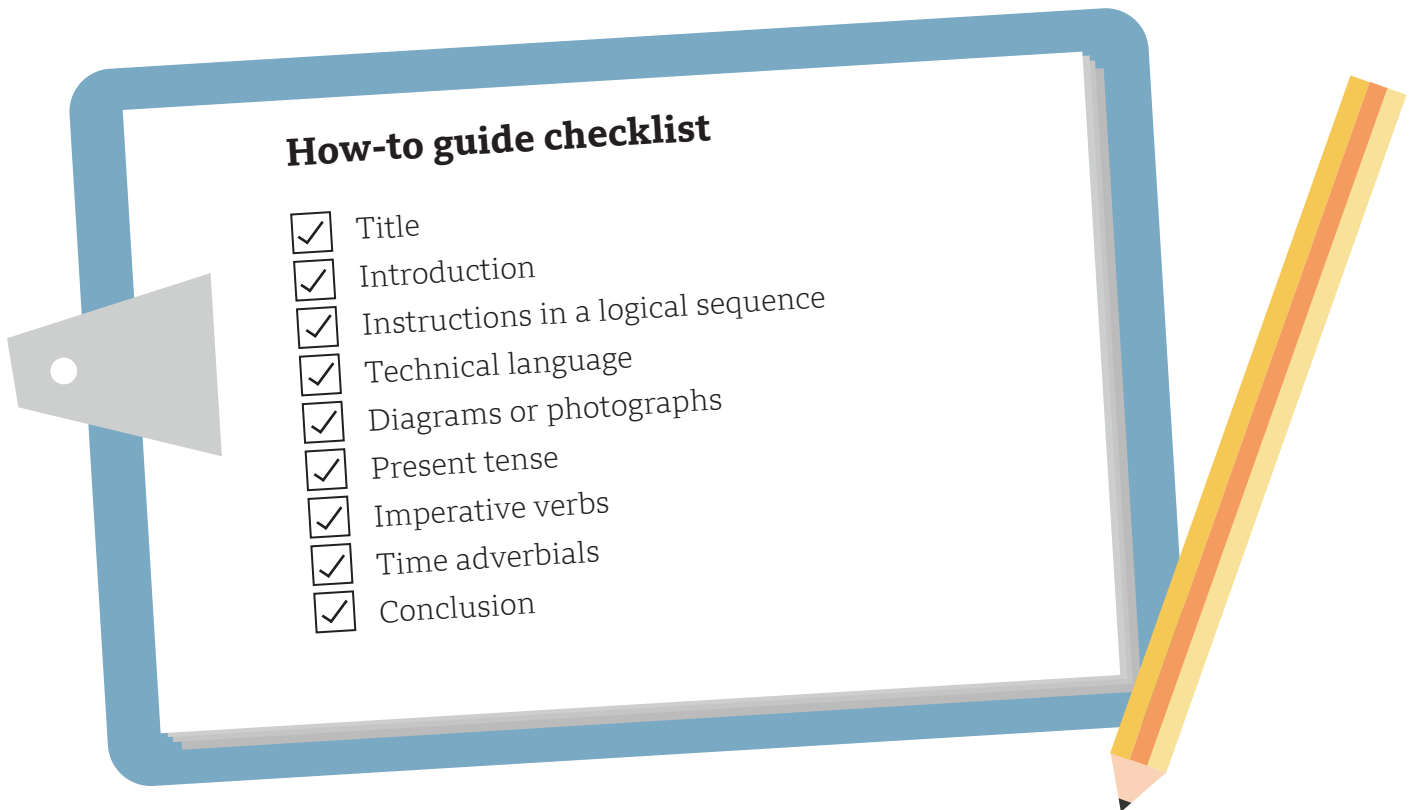 How-to guide checklist
Title
Introduction
Instructions in a logical sequence
Technical language
Diagrams or photographs
Present tense
Imperative verbs
Time adverbials
Conclusion